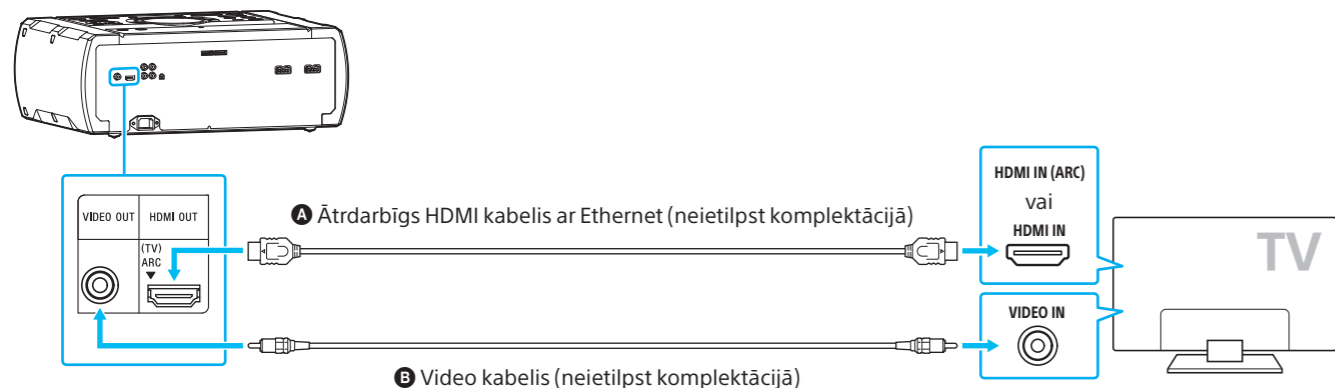 VIDEO OUT
HDMI OUT
(TV)
ARC
A Ātrdarbīgs HDMI kabelis ar Ethernet (neietilpst komplektācijā)
HDMI IN (ARC)
vai
HDMI IN
TV
VIDEO IN
B Video kabelis (neietilpst komplektācijā)